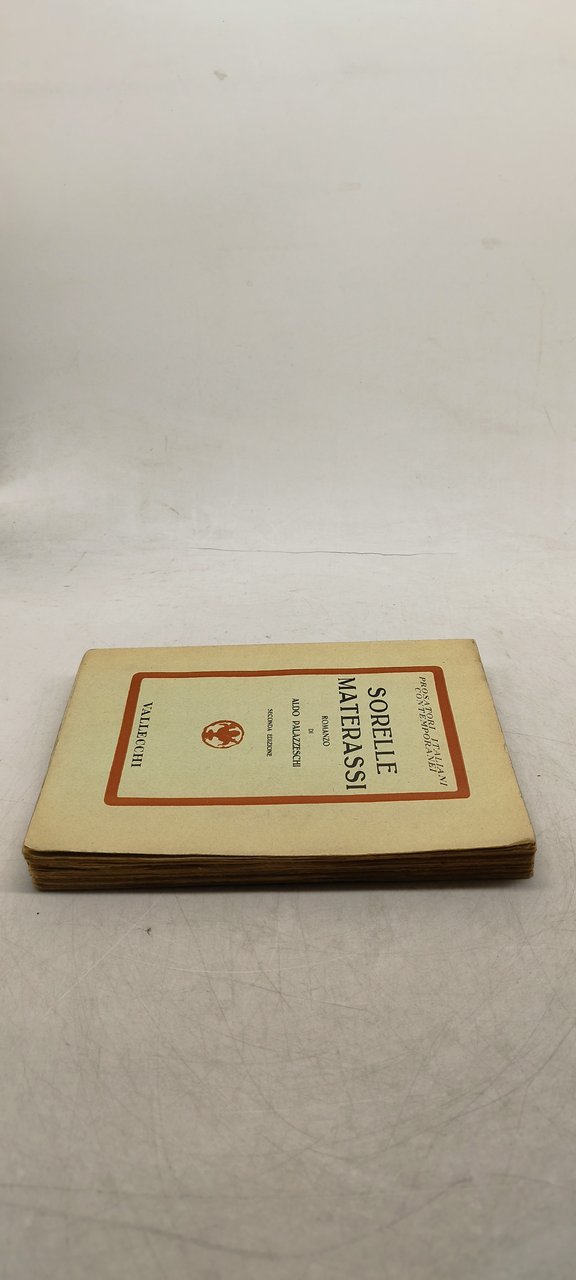 PROSATORI ITALIANI
CONTEMPORANEI
SORELLE
MATERASSI
ROMANZO
DI
ALDO PALAZZESCHI
SECONDA EDIZIONE
VALLECCHI